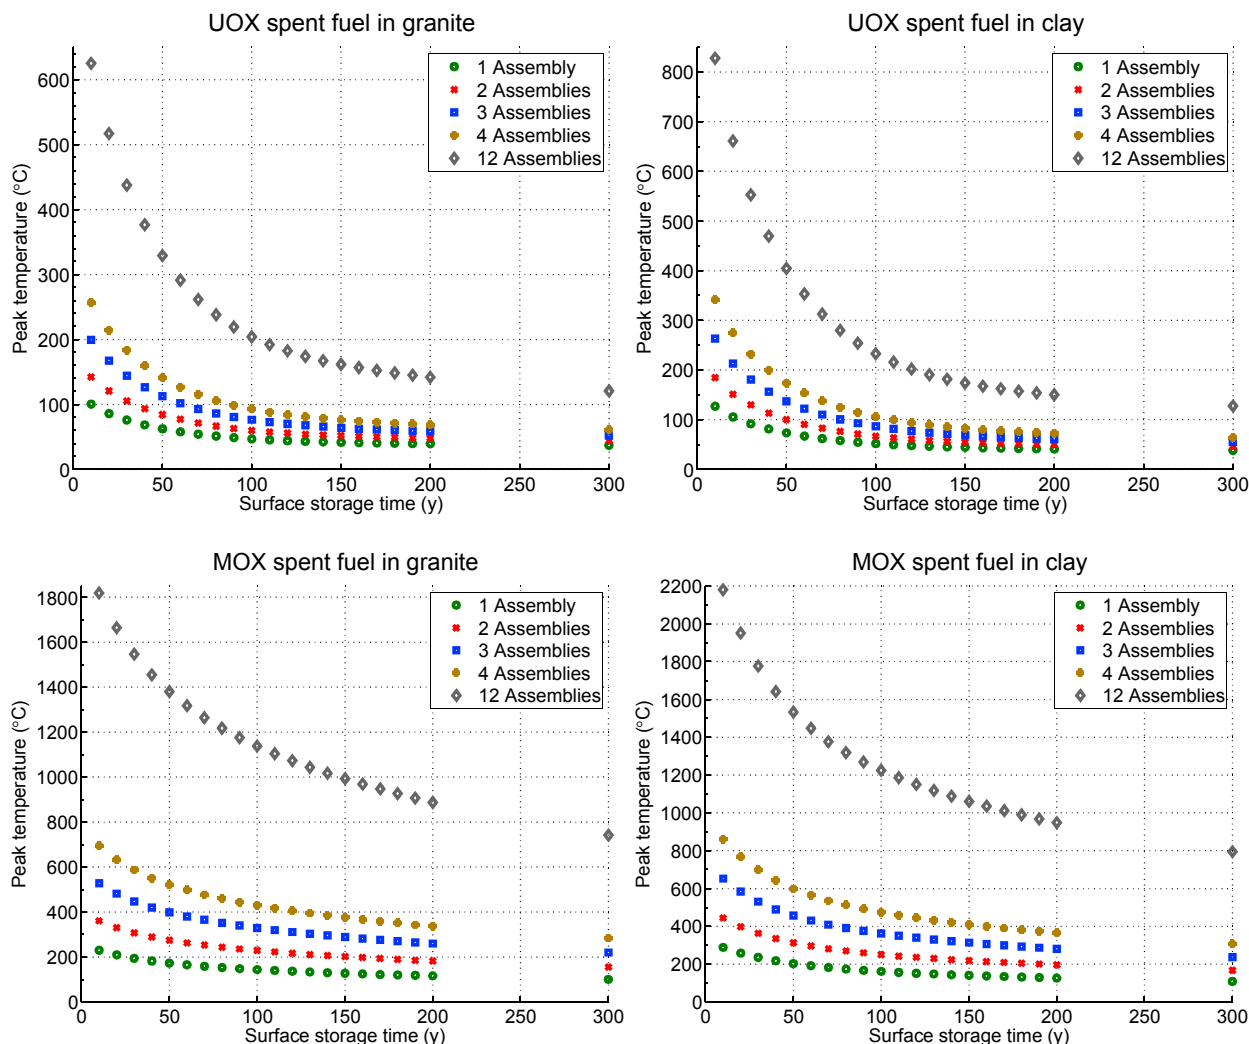 UOX spent fuel in granite
600
500
400
300
200
100
0
Peak temperature (°C)
0 50 100 150 200 250 300
Surface storage time (y)
1 Assembly
2 Assemblies
3 Assemblies
4 Assemblies
12 Assemblies
UOX spent fuel in clay
800
700
600
500
400
300
200
100
0
Peak temperature (°C)
0 50 100 150 200 250 300
Surface storage time (y)
1 Assembly
2 Assemblies
3 Assemblies
4 Assemblies
12 Assemblies
MOX spent fuel in granite
1800
1600
1400
1200
1000
800
600
400
200
0
Peak temperature (°C)
0 50 100 150 200 250 300
Surface storage time (y)
1 Assembly
2 Assemblies
3 Assemblies
4 Assemblies
12 Assemblies
MOX spent fuel in clay
2200
2000
1800
1600
1400
1200
1000
800
600
400
200
0
Peak temperature (°C)
0 50 100 150 200 250 300
Surface storage time (y)
1 Assembly
2 Assemblies
3 Assemblies
4 Assemblies
12 Assemblies